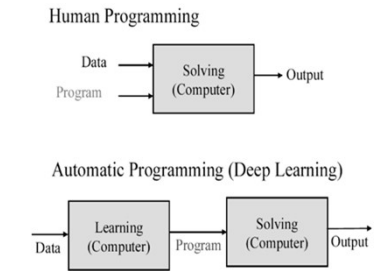 Human Programming
Data
Program
Solving
(Computer)
Output
Automatic Programming (Deep Learning)
Data
Learning
(Computer)
Program
Solving
(Computer)
Output